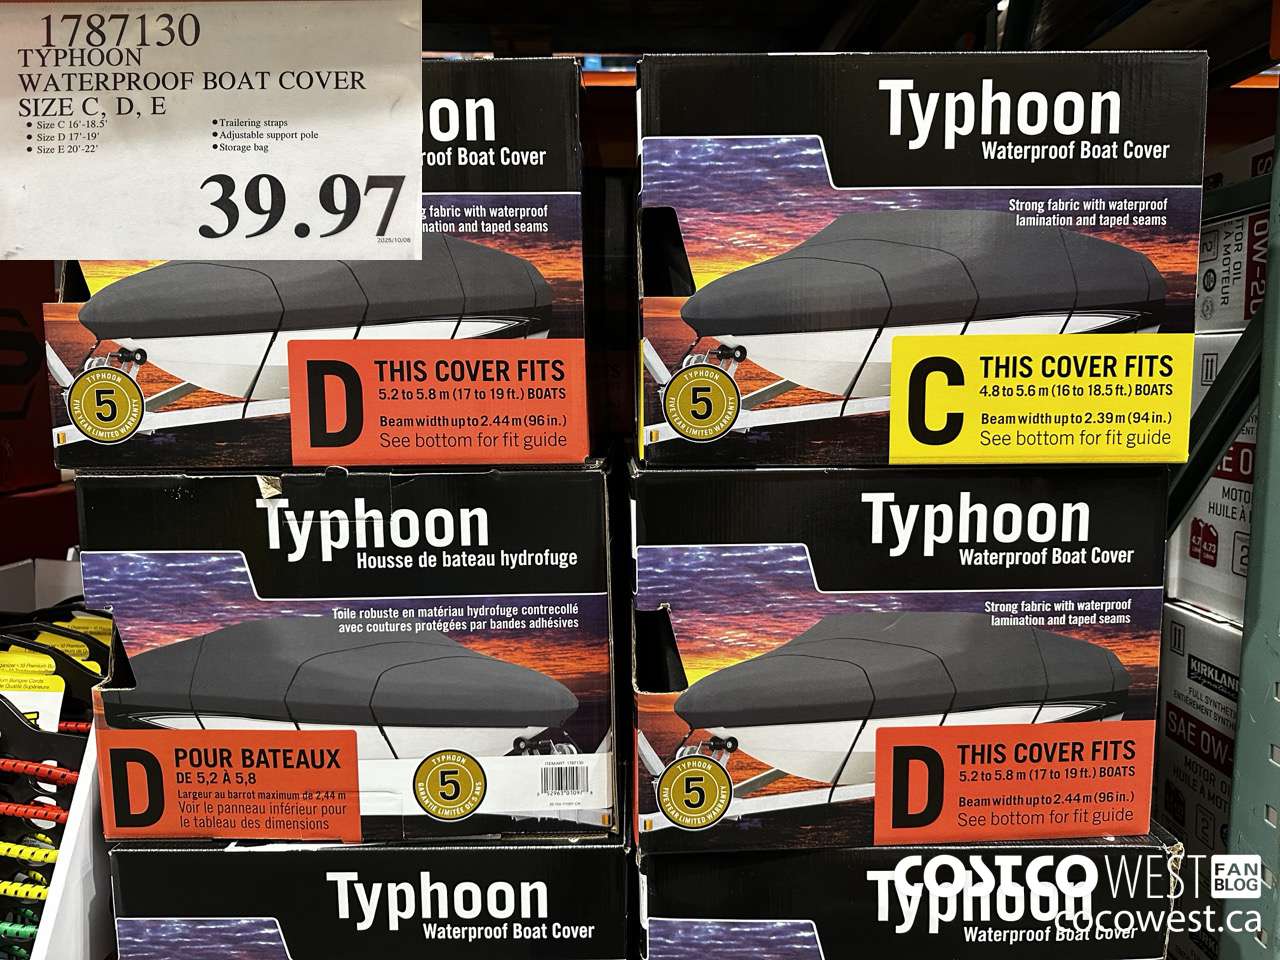 1787130
TYPHOON
WATERPROOF BOAT COVER
SIZE C, D, E
• Size C 16'-18.5'
• Size D 17'-19'
• Size E 20'-22'
• Trailering straps
• Adjustable support pole
• Storage bag
39.97
oon
roof Boat Cover
g fabric with waterproof
nation and taped seams
TYPHOON
5
FIVE YEAR LIMITED WARRANTY
D
THIS COVER FITS
5.2 to 5.8 m (17 to 19 ft.) BOATS
Beam width up to 2.44 m (96 in.)
See bottom for fit guide
Typhoon
Waterproof Boat Cover
Strong fabric with waterproof
lamination and taped seams
TYPHOON
5
FIVE YEAR LIMITED WARRANTY
C
THIS COVER FITS
4.8 to 5.6 m (16 to 18.5 ft.) BOATS
Beam width up to 2.39 m (94 in.)
See bottom for fit guide
Typhoon
Housse de bateau hydrofuge
Toile robuste en matériau hydrofuge contrecollé
avec coutures protégées par bandes adhésives
D
POUR BATEAUX
DE 5,2 À 5,8
Largeur au barrot maximum de 2,44 m
Voir le panneau inférieur pour
le tableau des dimensions
TYPHOON
5
GARANTIE LIMITÉE DE 5 ANS
Typhoon
Waterproof Boat Cover
Strong fabric with waterproof
lamination and taped seams
TYPHOON
5
FIVE YEAR LIMITED WARRANTY
D
THIS COVER FITS
5.2 to 5.8 m (17 to 19 ft.) BOATS
Beam width up to 2.44 m (96 in.)
See bottom for fit guide
Typhoon
Waterproof Boat Cover
Typhoon
Waterproof Boat Cover
COSTCO WEST FAN BLOG
cocowest.ca
KIRKLAN
SAE 0W-